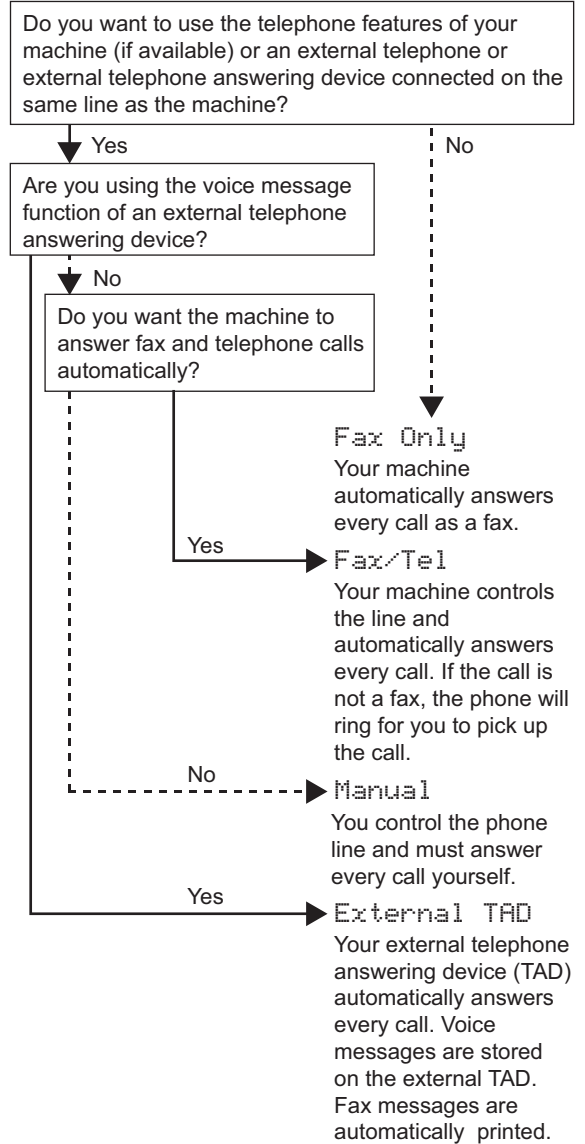 Do you want to use the telephone features of your
machine (if available) or an external telephone or
external telephone answering device connected on the
same line as the machine?
Yes
No
Are you using the voice message
function of an external telephone
answering device?
No
Do you want the machine to
answer fax and telephone calls
automatically?
Fax Only
Your machine
automatically answers
every call as a fax.
Yes
Fax/Tel
Your machine controls
the line and
automatically answers
every call. If the call is
not a fax, the phone will
ring for you to pick up
the call.
No
Manual
You control the phone
line and must answer
every call yourself.
Yes
External TAD
Your external telephone
answering device (TAD)
automatically answers
every call. Voice
messages are stored
on the external TAD.
Fax messages are
automatically printed.